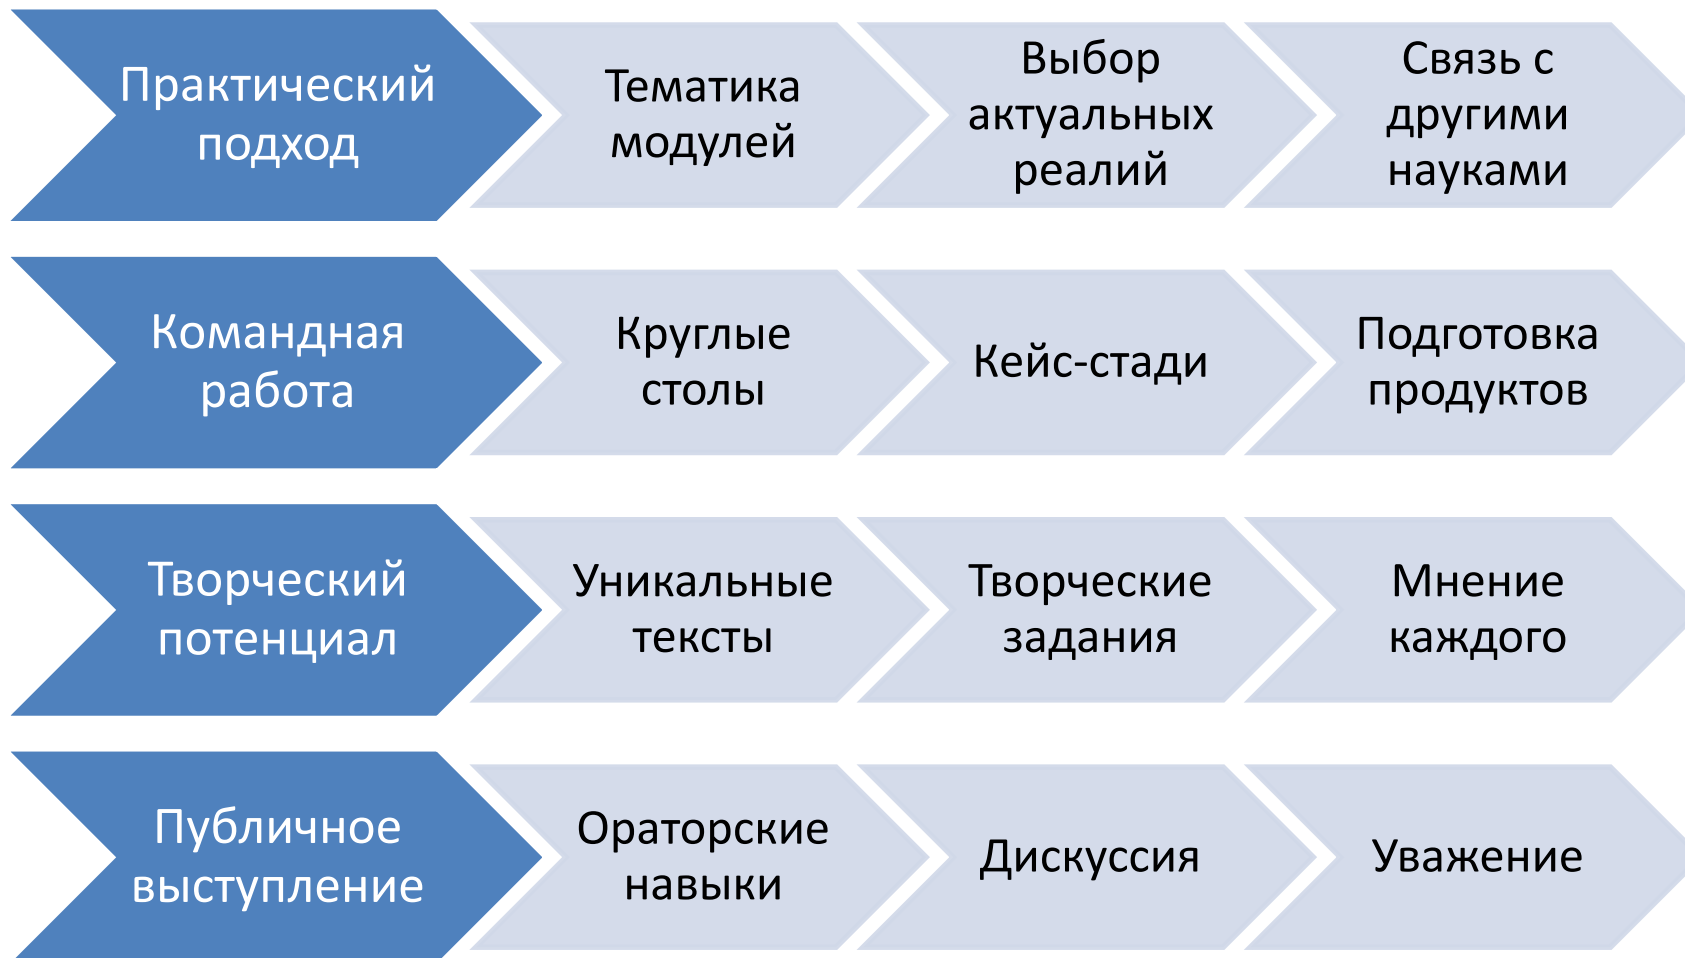 Практический
подход
Тематика
модулей
Выбор
актуальных
реалий
Связь с
другими
науками
Командная
работа
Круглые
столы
Кейс-стади
Подготовка
продуктов
Творческий
потенциал
Уникальные
тексты
Творческие
задания
Мнение
каждого
Публичное
выступление
Ораторские
навыки
Дискуссия
Уважение